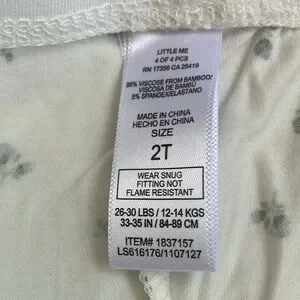 LITTLE ME
4 OF 4 PCS
RN 17356 CA 25419
95% VISCOSE FROM BAMBOO/
VISCOSA DE BAMBU
5% SPANDEX/ELASTANO
MADE IN CHINA
HECHO EN CHINA
SIZE
2T
WEAR SNUG
FITTING NOT
FLAME RESISTANT
26-30 LBS / 12-14 KGS
33-35 IN / 84-89 CM
ITEM# 1837157
LS616176/1107127